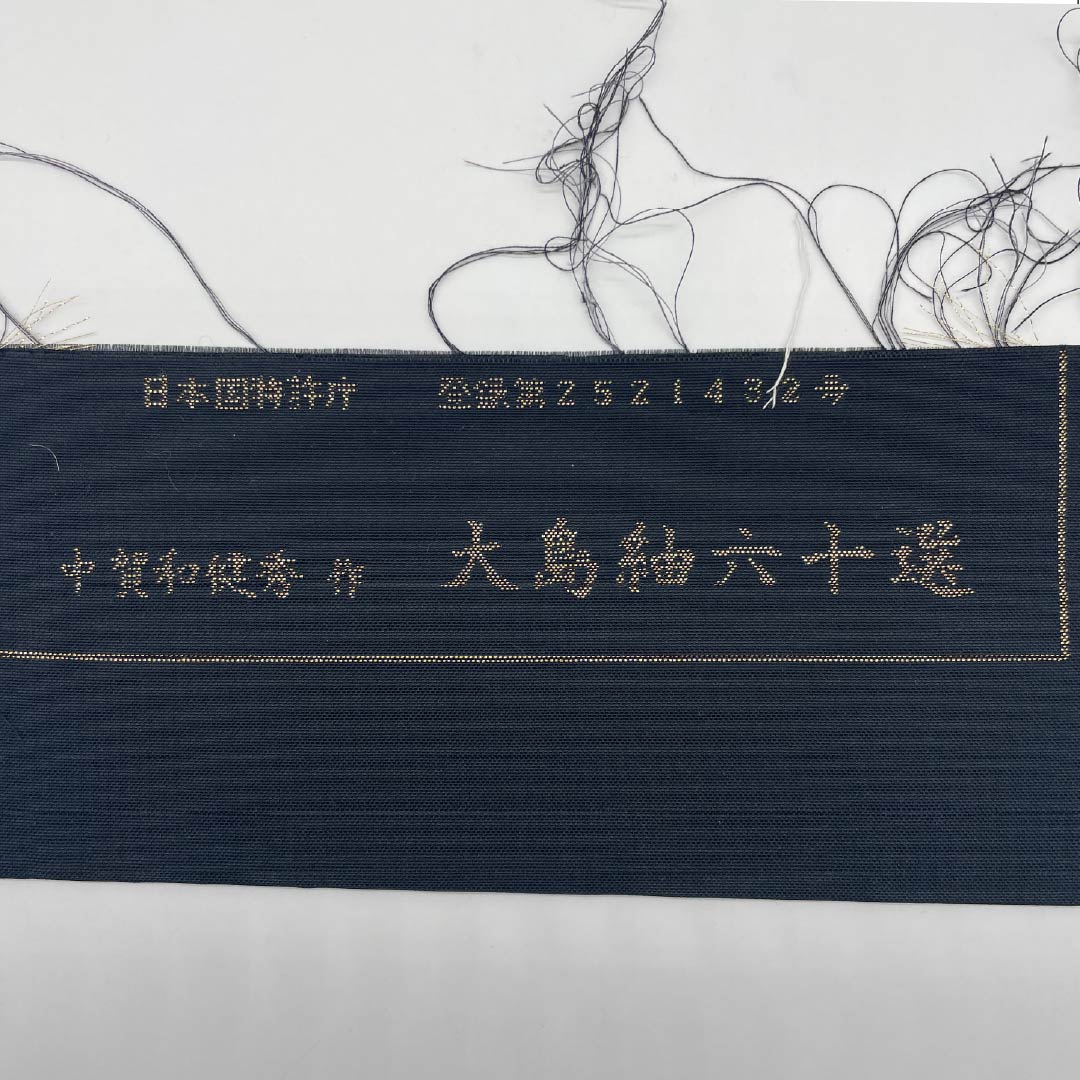 日本国特許庁 登録第2521432号
中賀和健秀 作 大島紬六十選